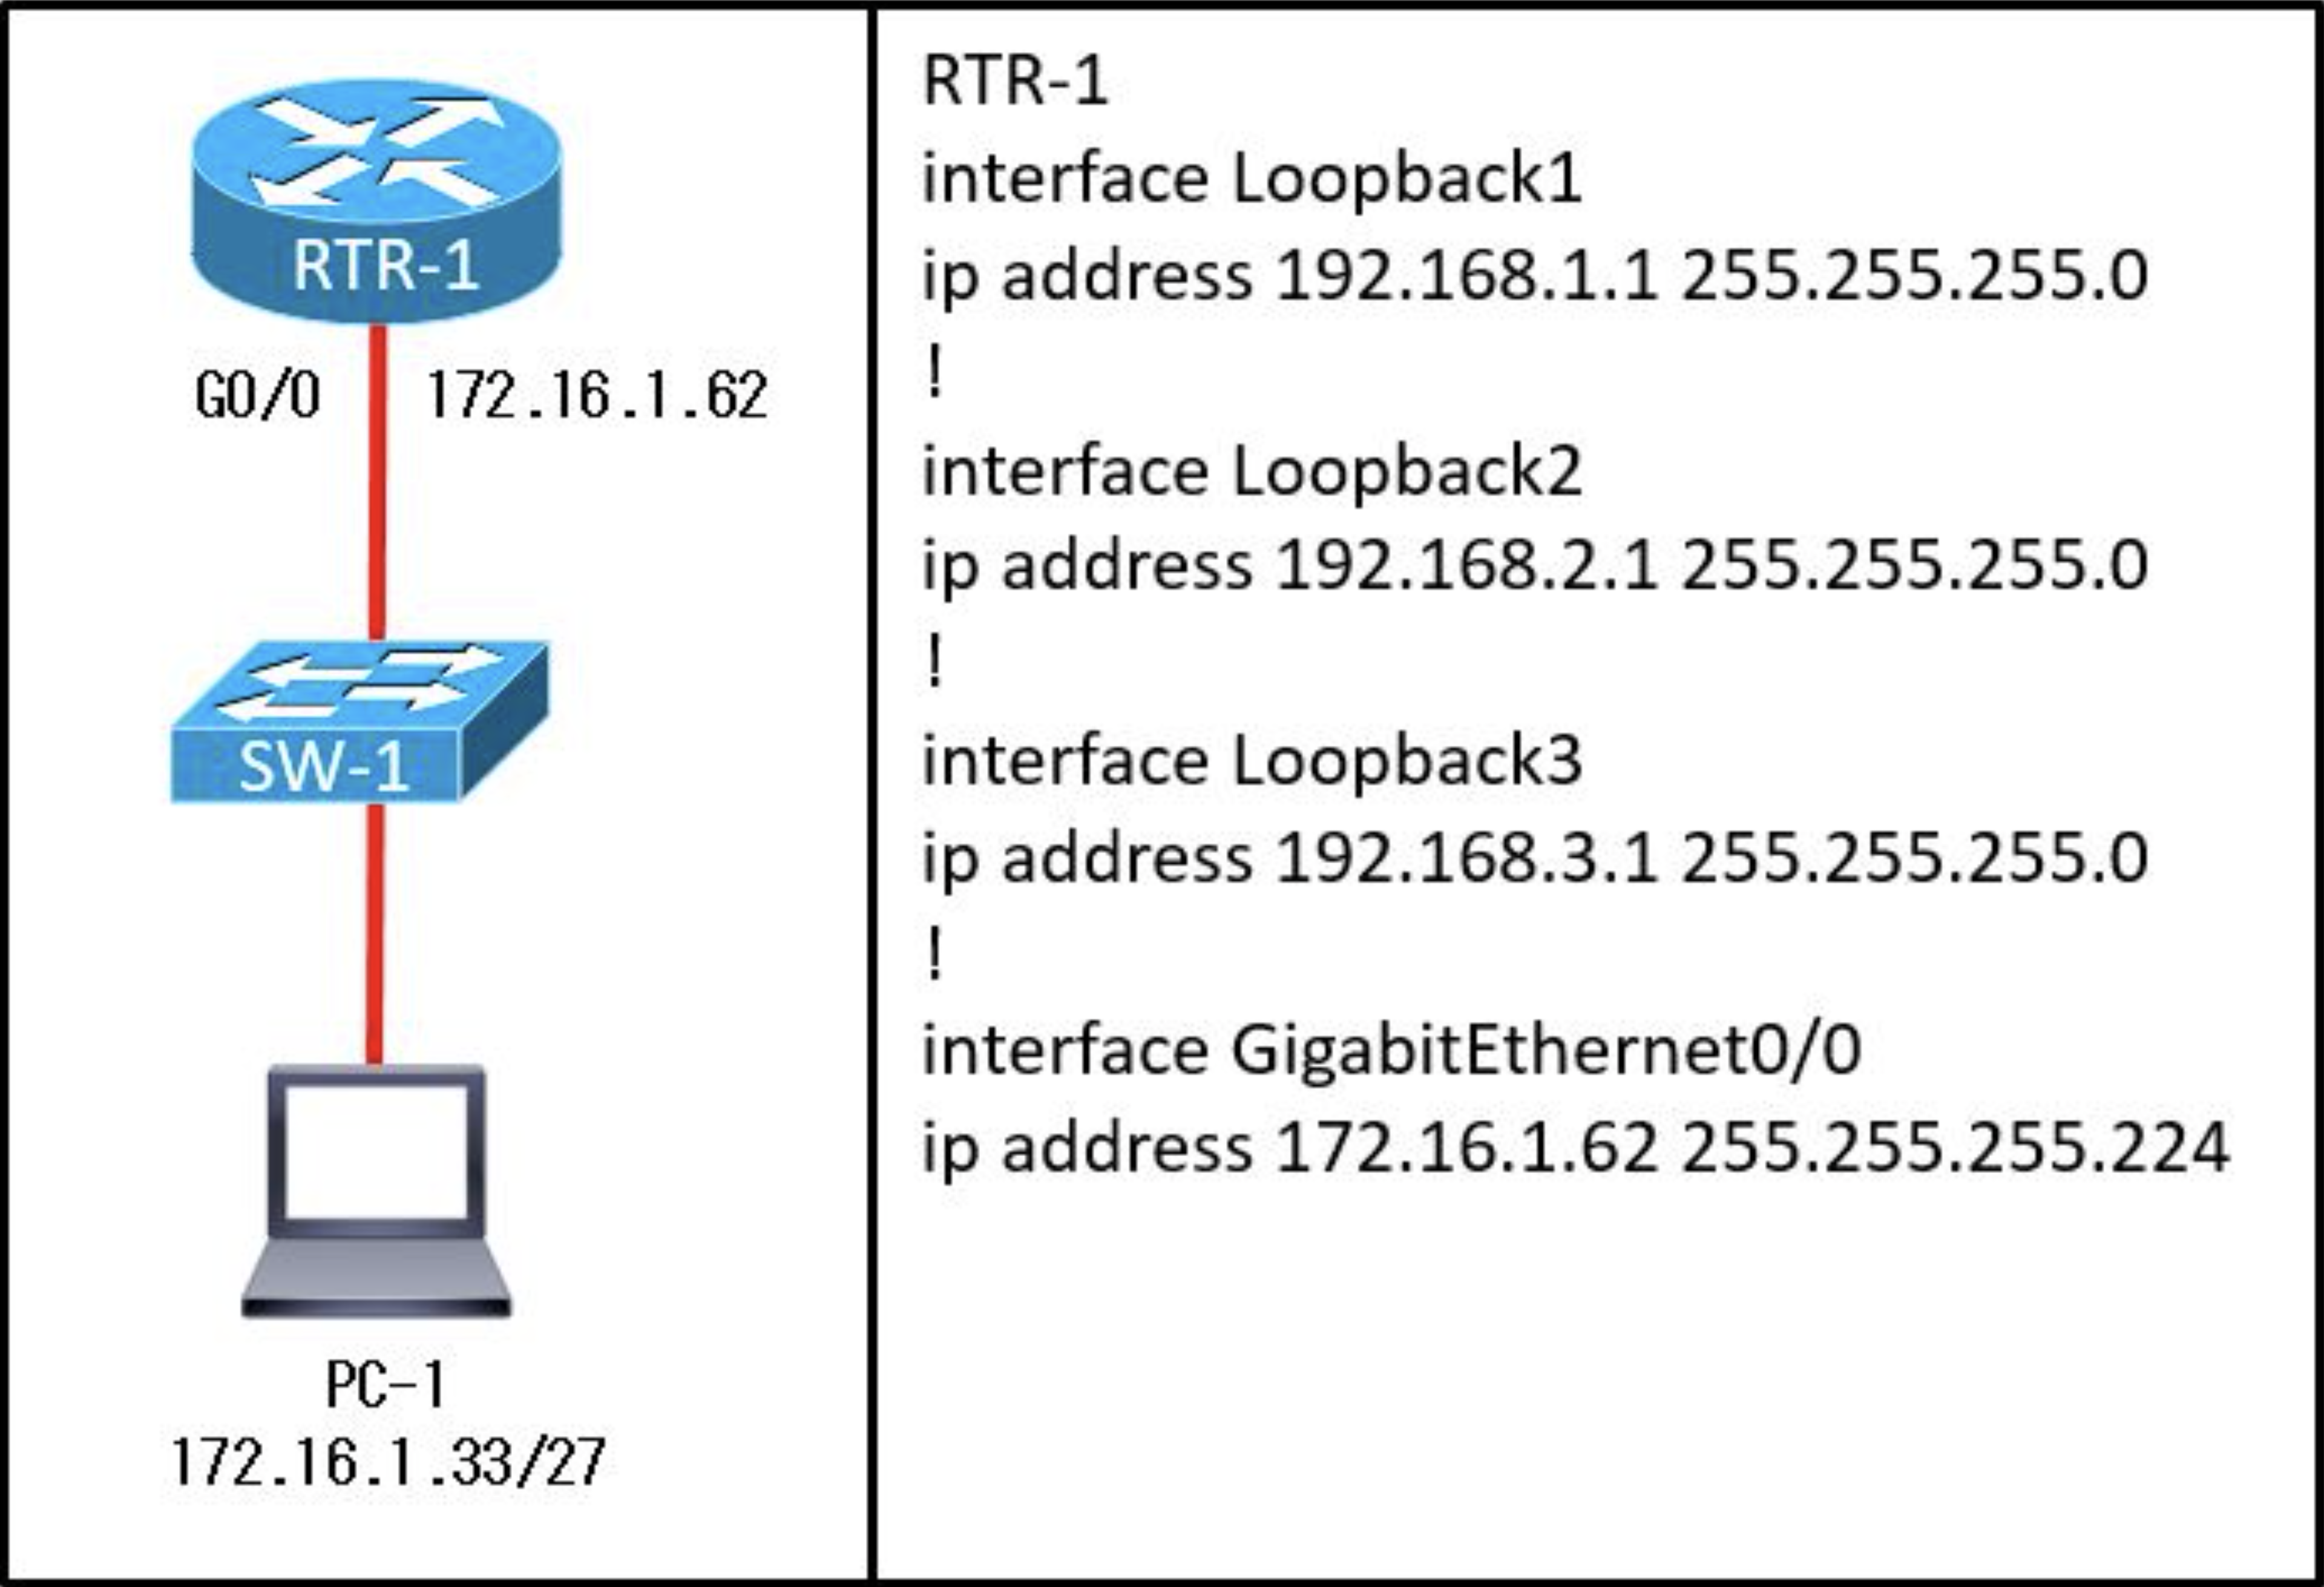 RTR-1
G0/0 172.16.1.62
SW-1
PC-1
172.16.1.33/27
RTR-1
interface Loopback1
ip address 192.168.1.1 255.255.255.0
!
interface Loopback2
ip address 192.168.2.1 255.255.255.0
!
interface Loopback3
ip address 192.168.3.1 255.255.255.0
!
interface GigabitEthernet0/0
ip address 172.16.1.62 255.255.255.224